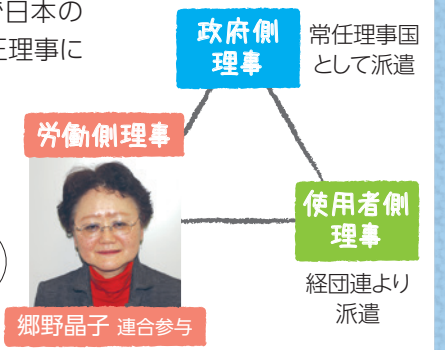 で日本の
正理事に
政府側
理事
常任理事国
として派遣
労働側理事
使用者側
理事
経団連より
派遣
郷野晶子 連合参与